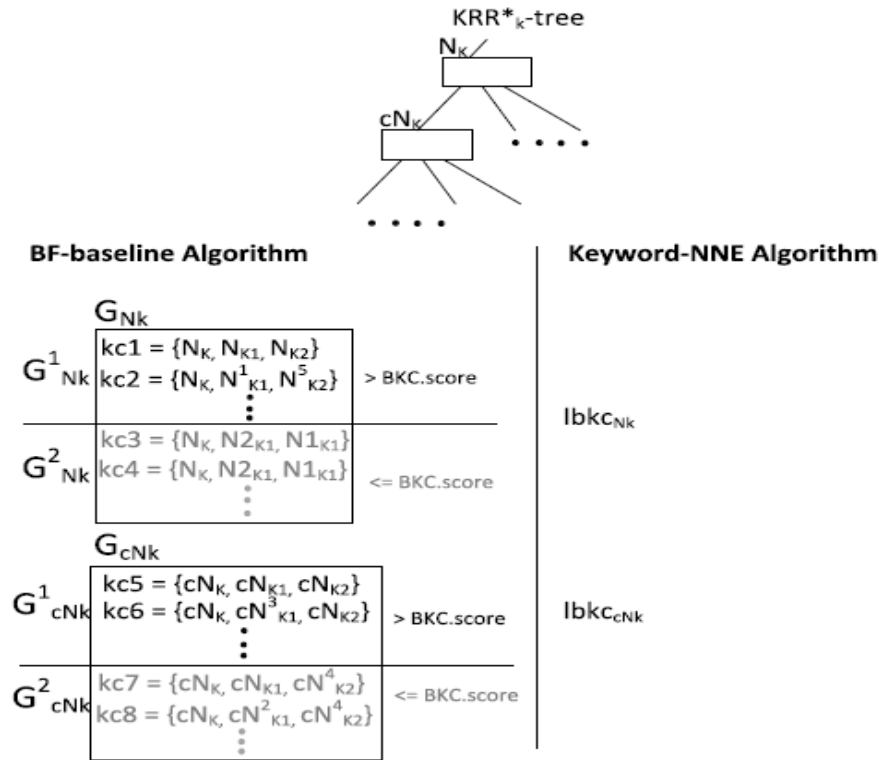 KRR*k-tree
NK
cNK
BF-baseline Algorithm
Keyword-NNE Algorithm
GNk
G1Nk
kc1 = {NK, NK1, NK2}
kc2 = {NK, N1K1, N5K2}
> BKC.score
lbkcNk
G2Nk
kc3 = {NK, N2K1, N1K1}
kc4 = {NK, N2K1, N1K1}
<= BKC.score
GcNk
G1cNk
kc5 = {cNK, cNK1, cNK2}
kc6 = {cNK, cN3K1, cNK2}
> BKC.score
lbkccNk
G2cNk
kc7 = {cNK, cNK1, cN4K2}
kc8 = {cNK, cN2K1, cN4K2}
<= BKC.score